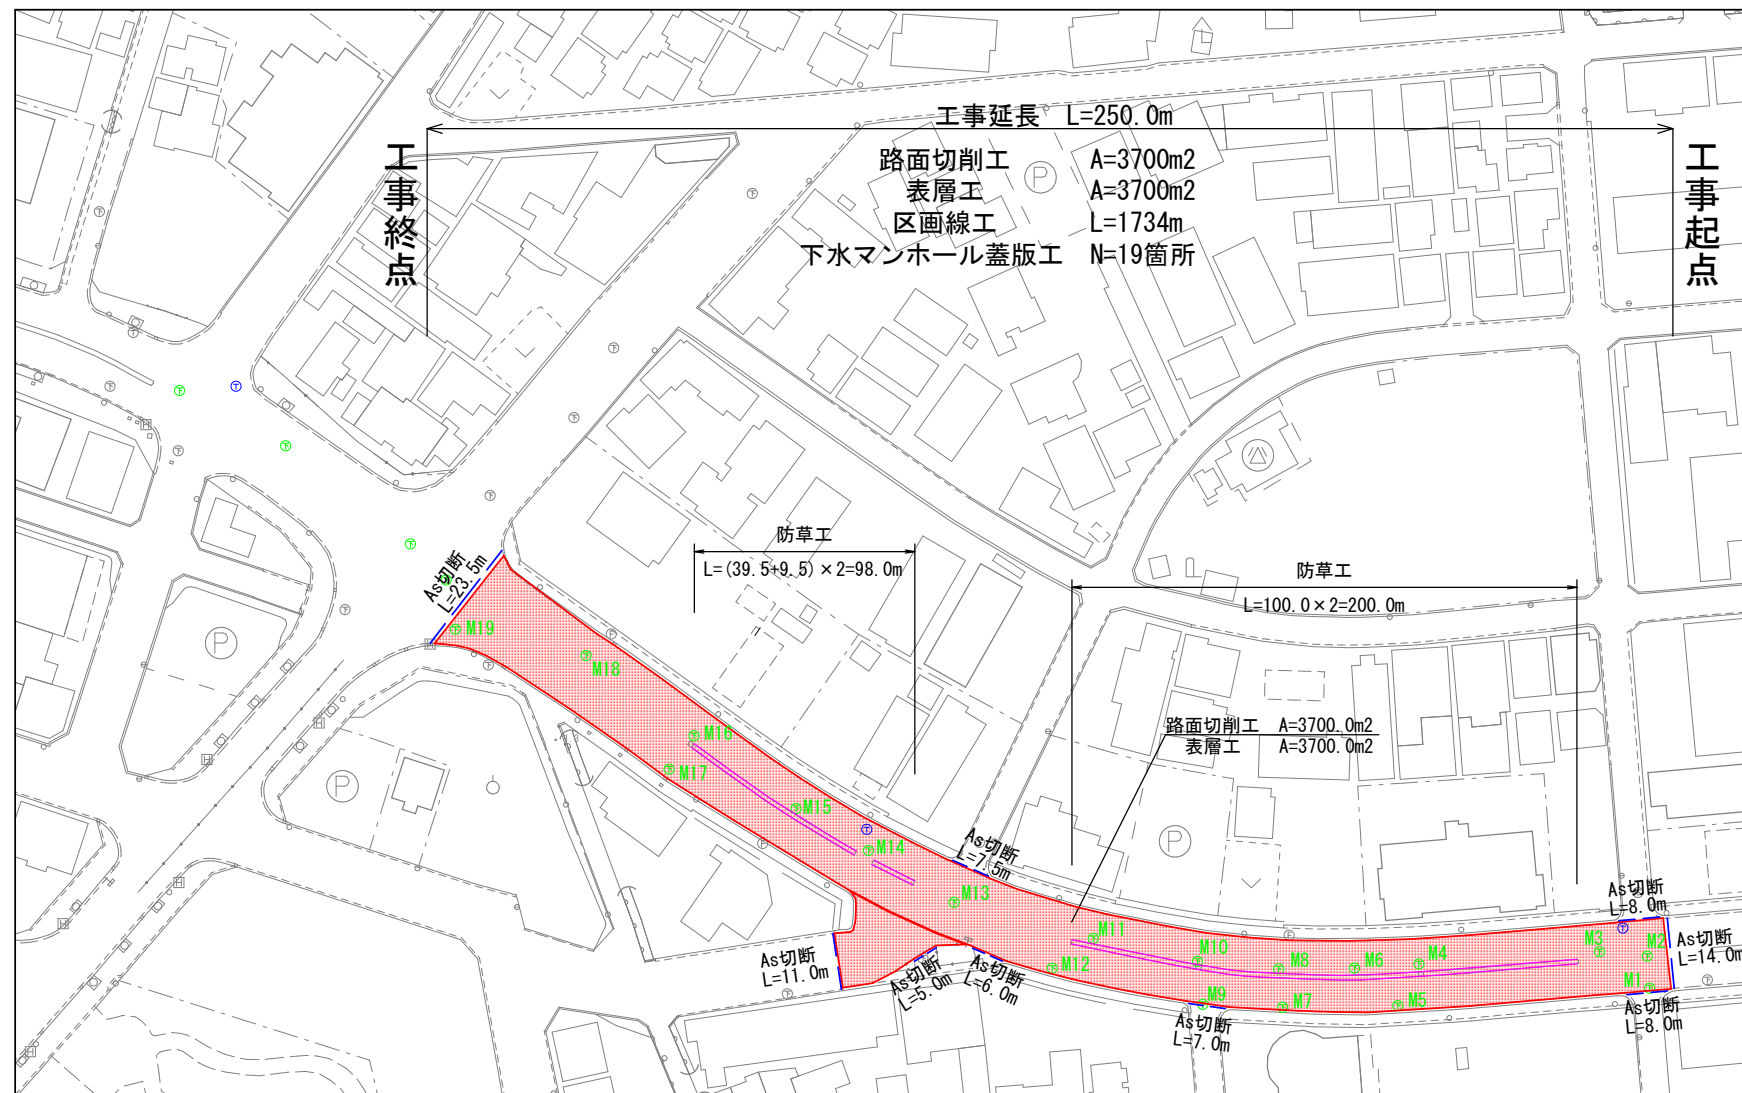 工事延長 L=250.0m
路面切削工 A=3700m2
表層工 A=3700m2
区画線工 L=1734m
下水マンホール蓋版工 N=19箇所
工事終点
工事起点
防草工
L=(39.5+9.5)×2=98.0m
防草工
L=100.0×2=200.0m
路面切削工 A=3700.0m2
表層工 A=3700.0m2
As切断
L=23.5m
As切断
L=7.5m
As切断
L=8.0m
As切断
L=14.0m
As切断
L=8.0m
As切断
L=7.0m
As切断
L=6.0m
As切断
L=5.0m
As切断
L=11.0m
M19
M18
M16
M17
M15
M14
M13
M11
M12
M10
M9
M8
M7
M6
M5
M4
M3
M2
M1
P
P
P
P